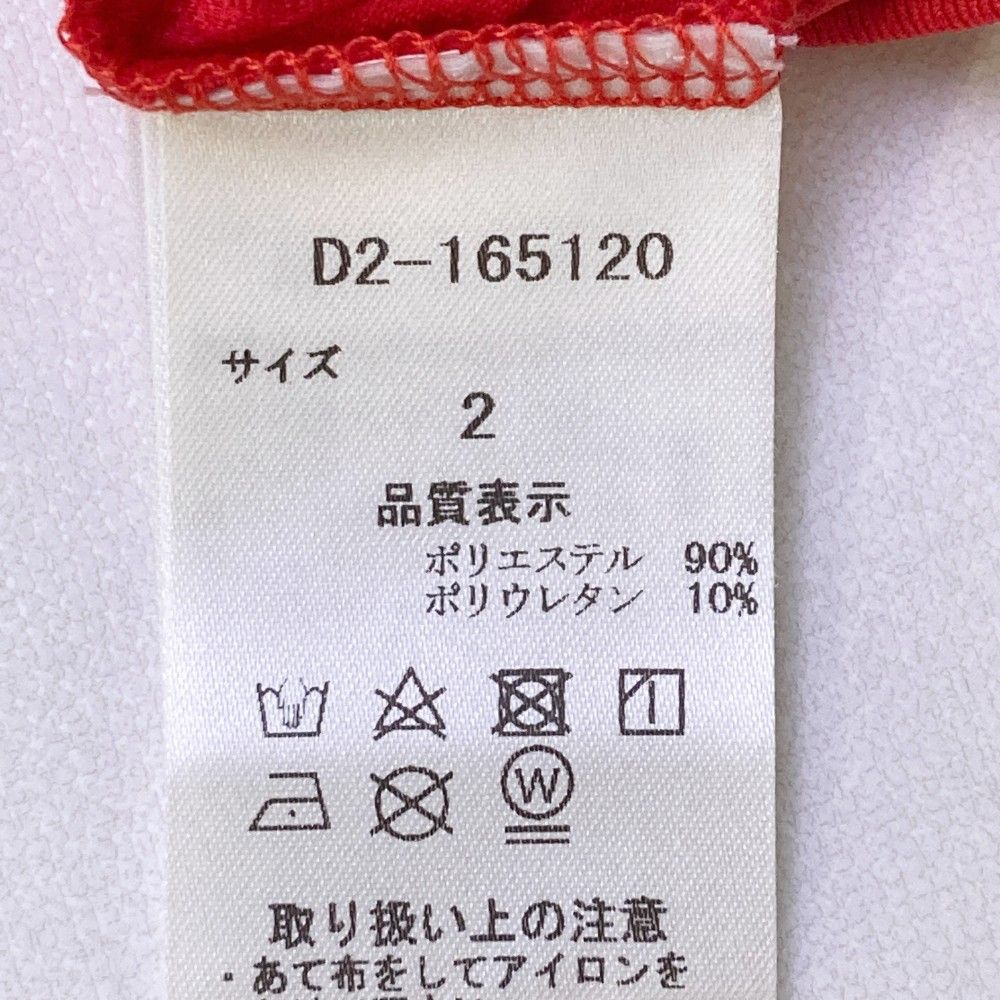 D2-165120
サイズ
2
品質表示
ポリエステル 90%
ポリウレタン 10%
W
取り扱い上の注意
・あて布をしてアイロンを